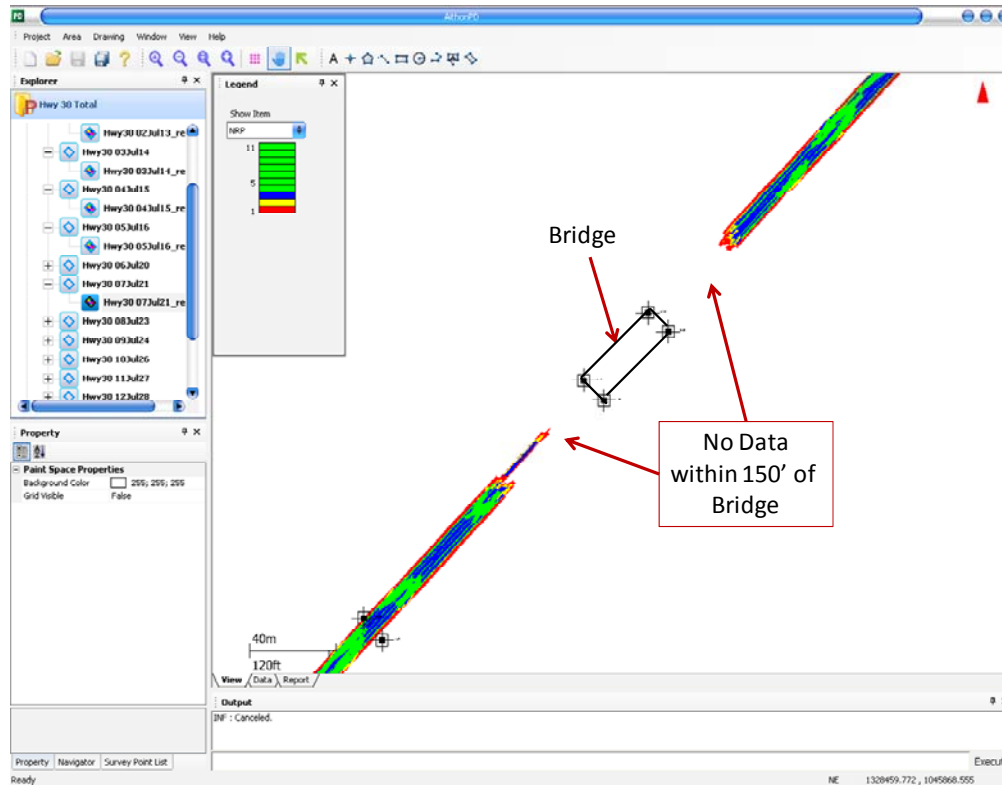 PD
AithonPD
Project Area Drawing Window View Help
A
Explorer
Hwy 30 Total
Hwy30 02Jul13_re
Hwy30 03Jul14
Hwy30 03Jul14_re
Hwy30 04Jul15
Hwy30 04Jul15_re
Hwy30 05Jul16
Hwy30 05Jul16_re
Hwy30 06Jul20
Hwy30 07Jul21
Hwy30 07Jul21_re
Hwy30 08Jul23
Hwy30 09Jul24
Hwy30 10Jul26
Hwy30 11Jul27
Hwy30 12Jul28
Legend
Show Item
NRP
11
5
1
Bridge
No Data
within 150’ of
Bridge
40m
120ft
Property
Paint Space Properties
Background Color 255; 255; 255
Grid Visible False
View Data Report
Output
INF : Canceled.
Property Navigator Survey Point List
Execut
Ready
NE 1328459.772 , 1045868.555